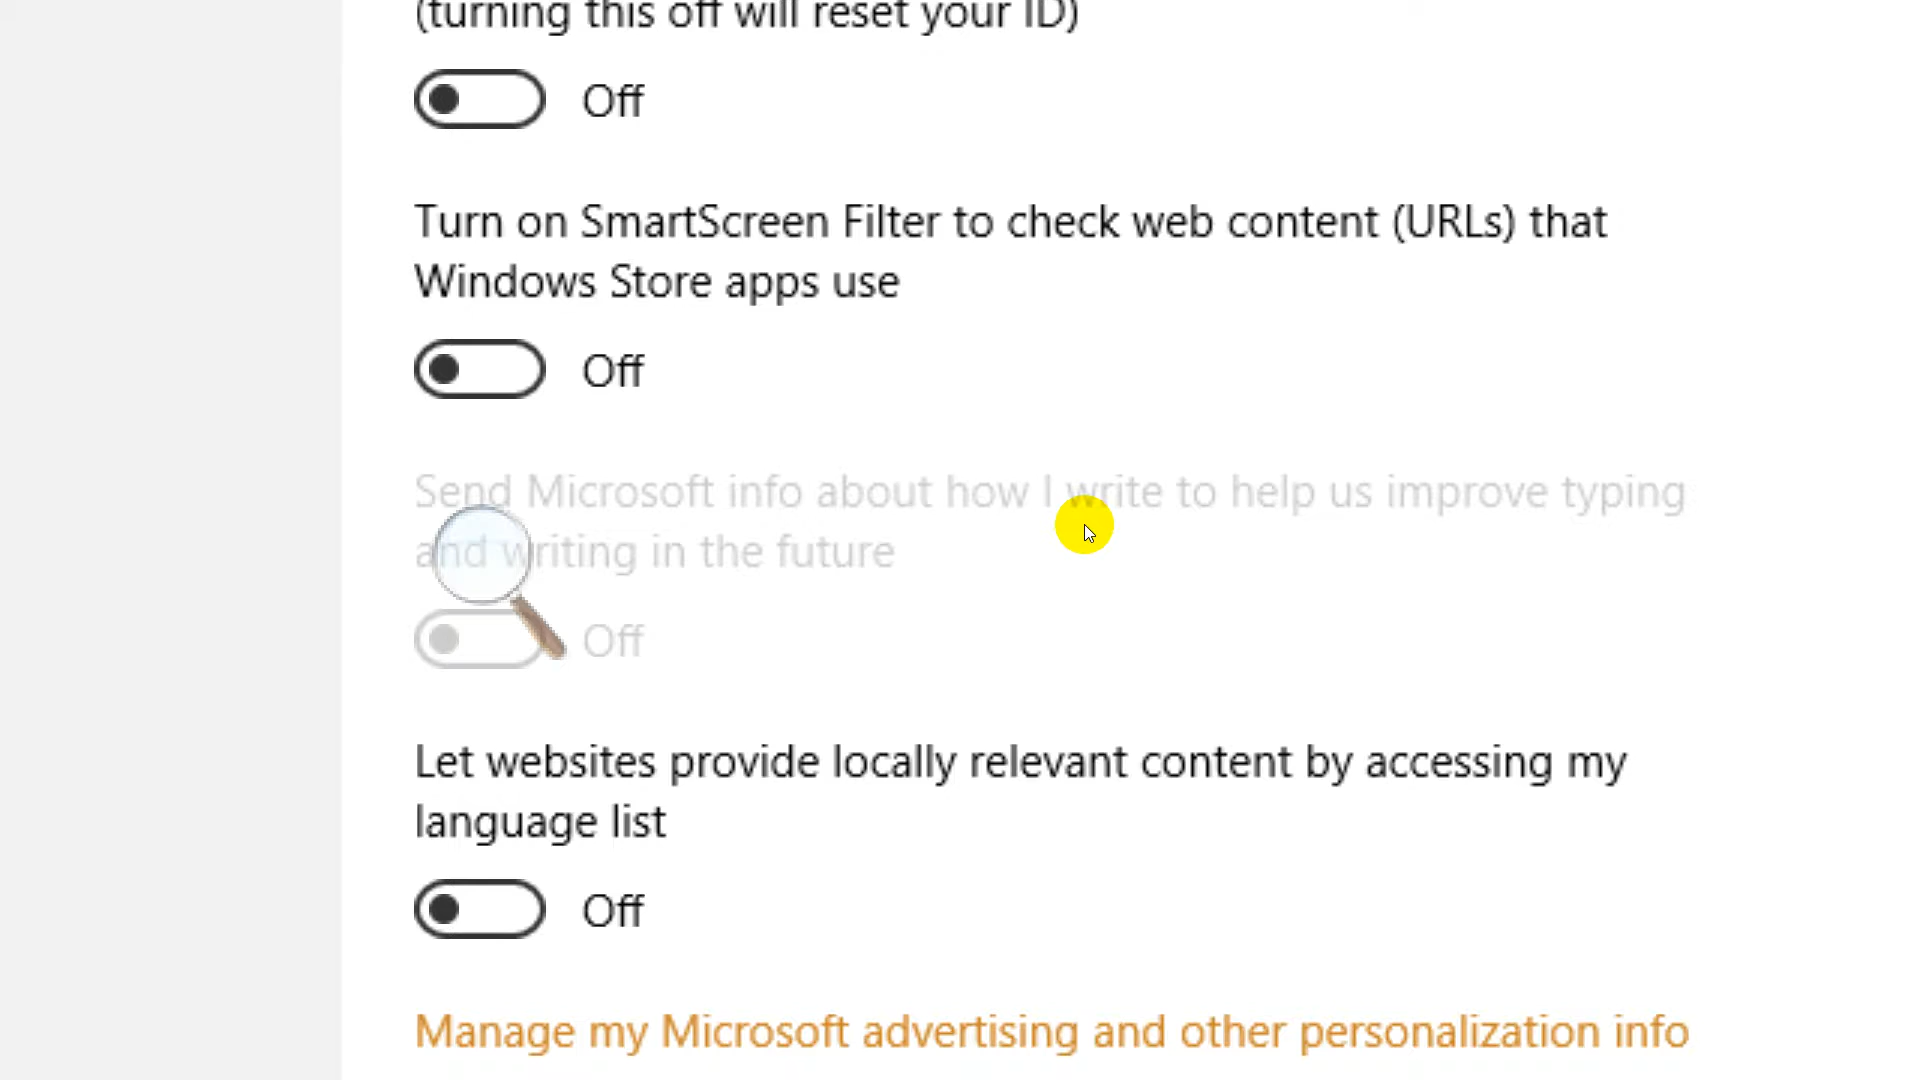 (turning this off will reset your ID)
Off
Turn on SmartScreen Filter to check web content (URLs) that
Windows Store apps use
Off
Send Microsoft info about how I write to help us improve typing
and writing in the future
Off
Let websites provide locally relevant content by accessing my
language list
Off
Manage my Microsoft advertising and other personalization info